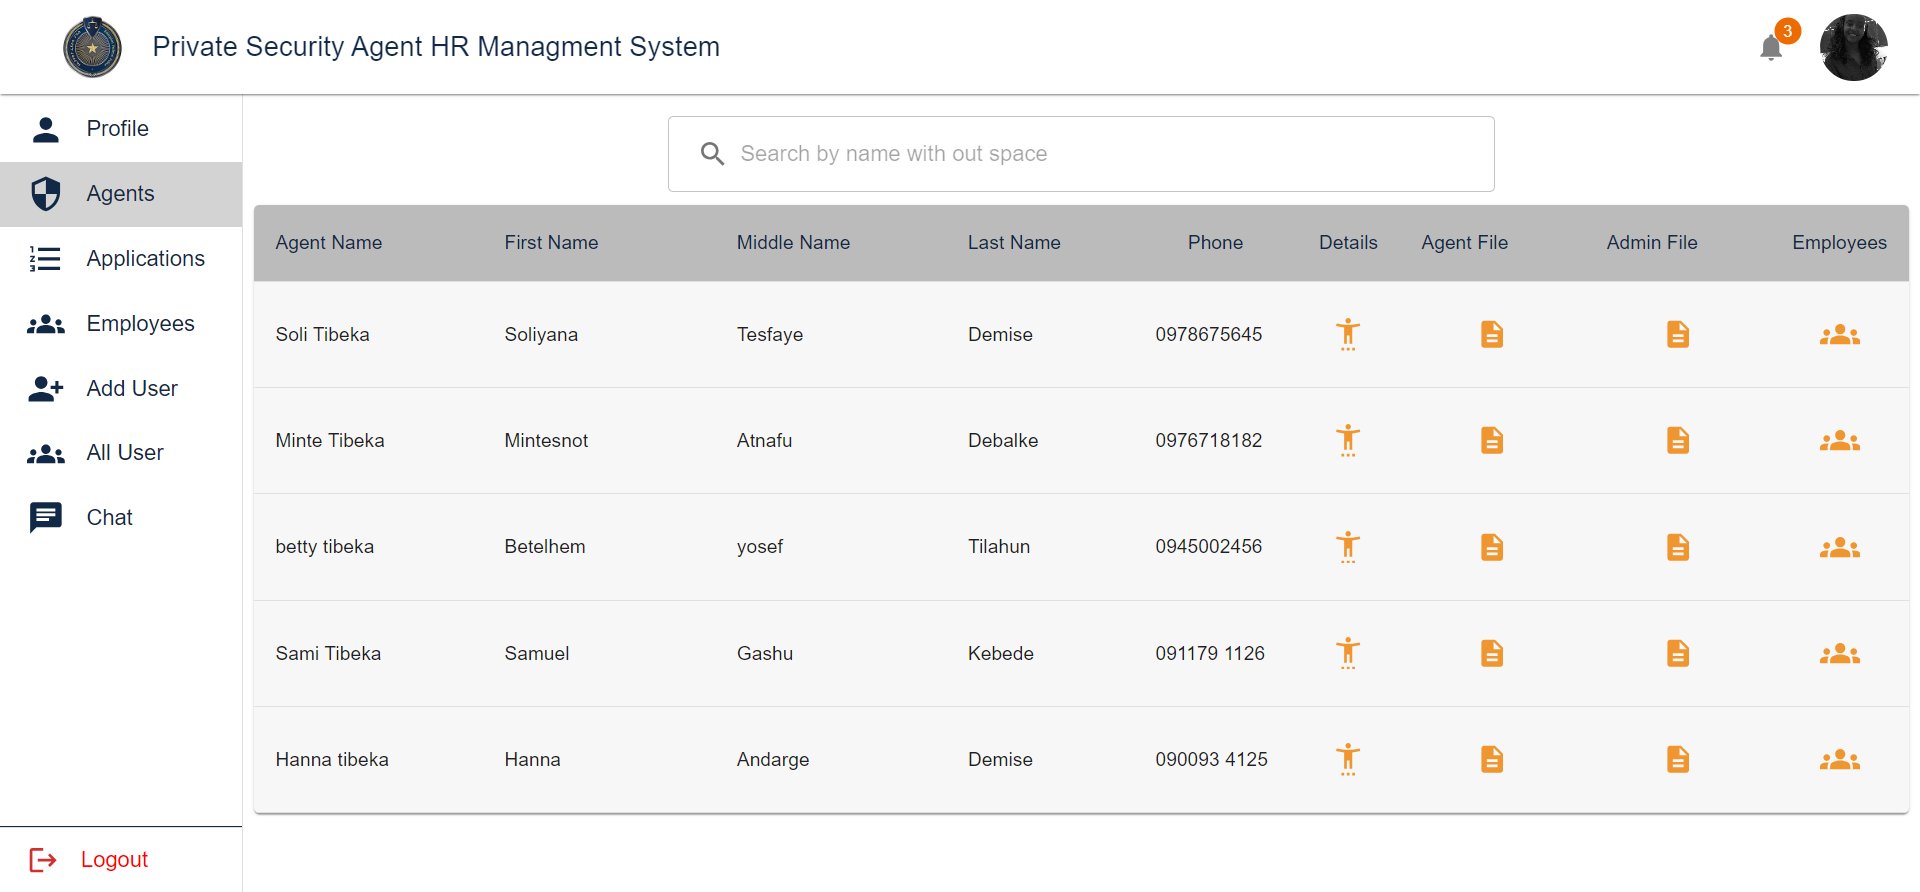 Private Security Agent HR Managment System
3
Profile
Agents
Applications
Employees
Add User
All User
Chat
Logout
Search by name with out space
Agent Name First Name Middle Name Last Name Phone Details Agent File Admin File Employees
Soli Tibeka Soliyana Tesfaye Demise 0978675645
Minte Tibeka Mintesnot Atnafu Debalke 0976718182
betty tibeka Betelhem yosef Tilahun 0945002456
Sami Tibeka Samuel Gashu Kebede 091179 1126
Hanna tibeka Hanna Andarge Demise 090093 4125